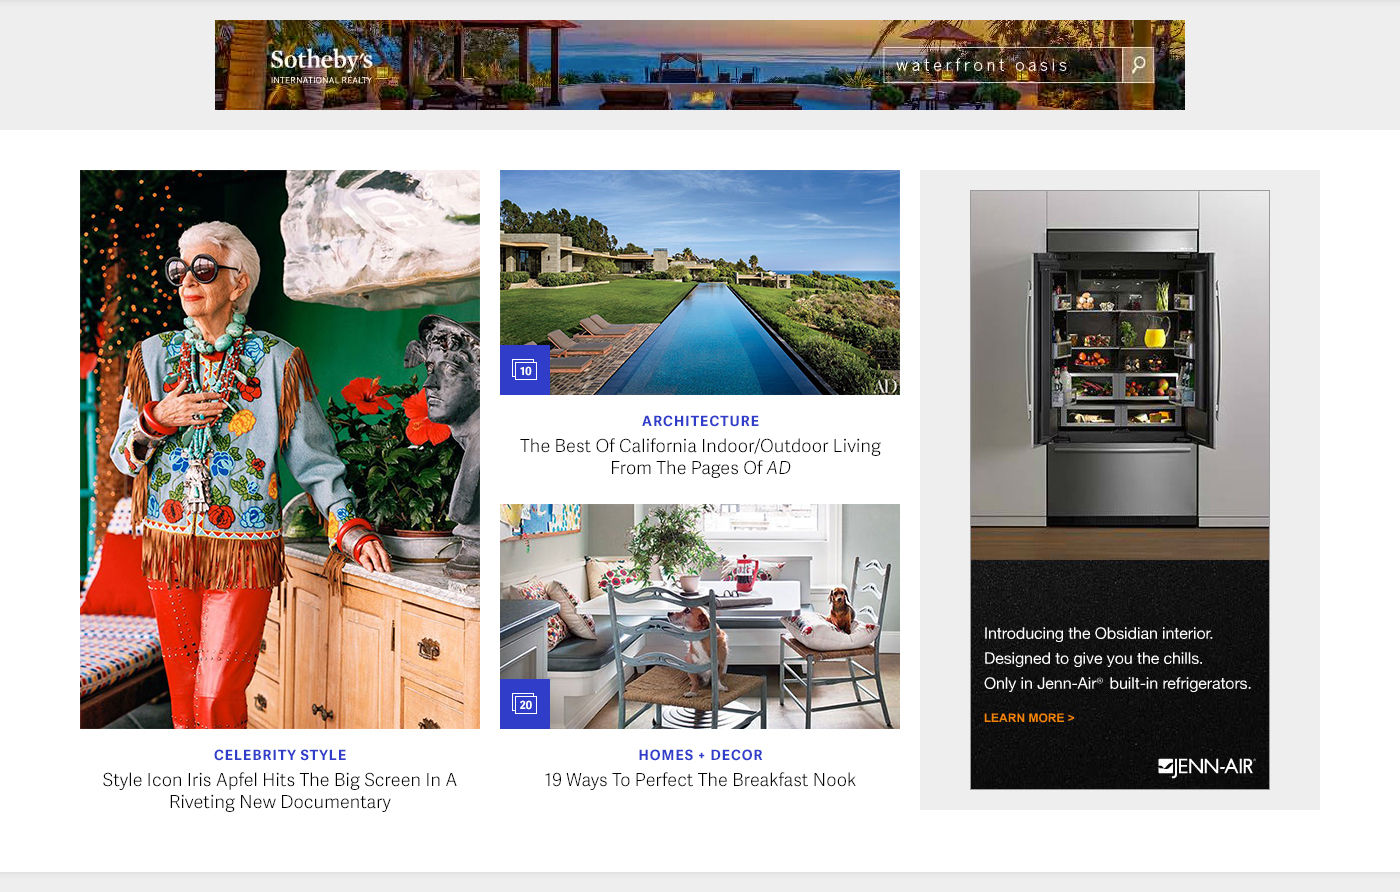 Sotheby's
INTERNATIONAL REALTY
waterfront oasis
CELEBRITY STYLE
Style Icon Iris Apfel Hits The Big Screen In A
Riveting New Documentary
AD
10
ARCHITECTURE
The Best Of California Indoor/Outdoor Living
From The Pages Of AD
20
HOMES + DECOR
19 Ways To Perfect The Breakfast Nook
Introducing the Obsidian interior.
Designed to give you the chills.
Only in Jenn-Air® built-in refrigerators.
LEARN MORE >
JENN-AIR